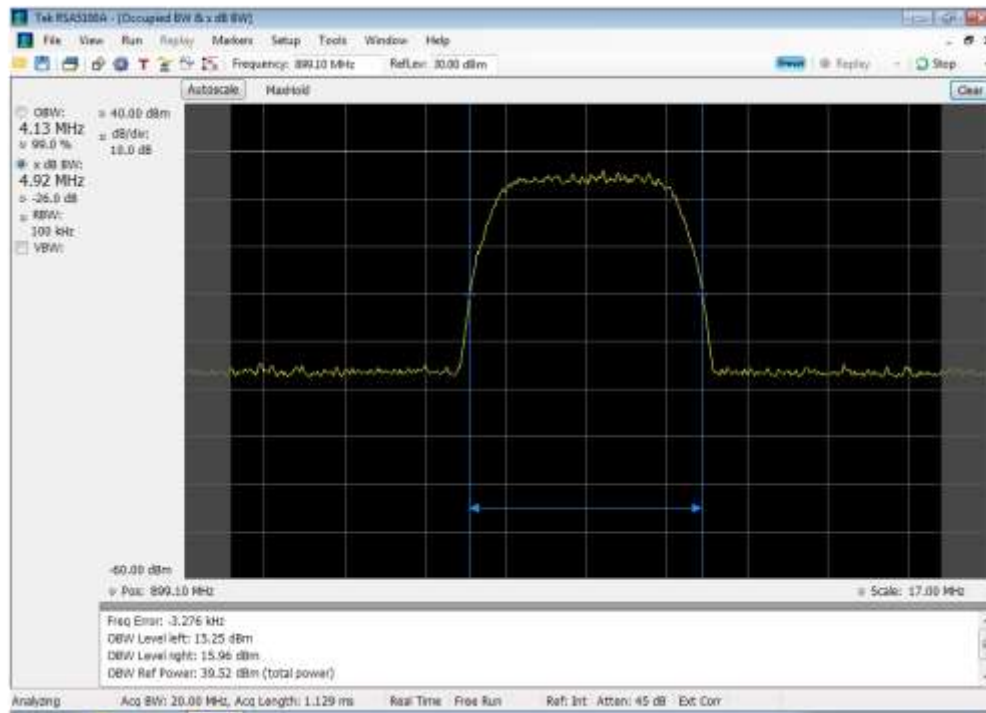 Tek RSA5100A - [Occupied BW & x dB BW]
File View Run Replay Markers Setup Tools Window Help
T Frequency: 899.10 MHz RefLev: 30.00 dBm Preset Replay Stop
Autoscale MaxHold Clear
OBW:
4.13 MHz
99.0 %
x dB BW:
4.92 MHz
-26.0 dB
RBW:
100 kHz
VBW:
40.00 dBm
dB/div:
10.0 dB
-60.00 dBm
Pos: 899.10 MHz Scale: 17.00 MHz
Freq Error: -3.276 kHz
OBW Level left: 15.25 dBm
OBW Level right: 15.96 dBm
OBW Ref Power: 39.52 dBm (total power)
Analyzing Acq BW: 20.00 MHz, Acq Length: 1.129 ms Real Time Free Run Ref: Int Atten: 45 dB Ext Corr